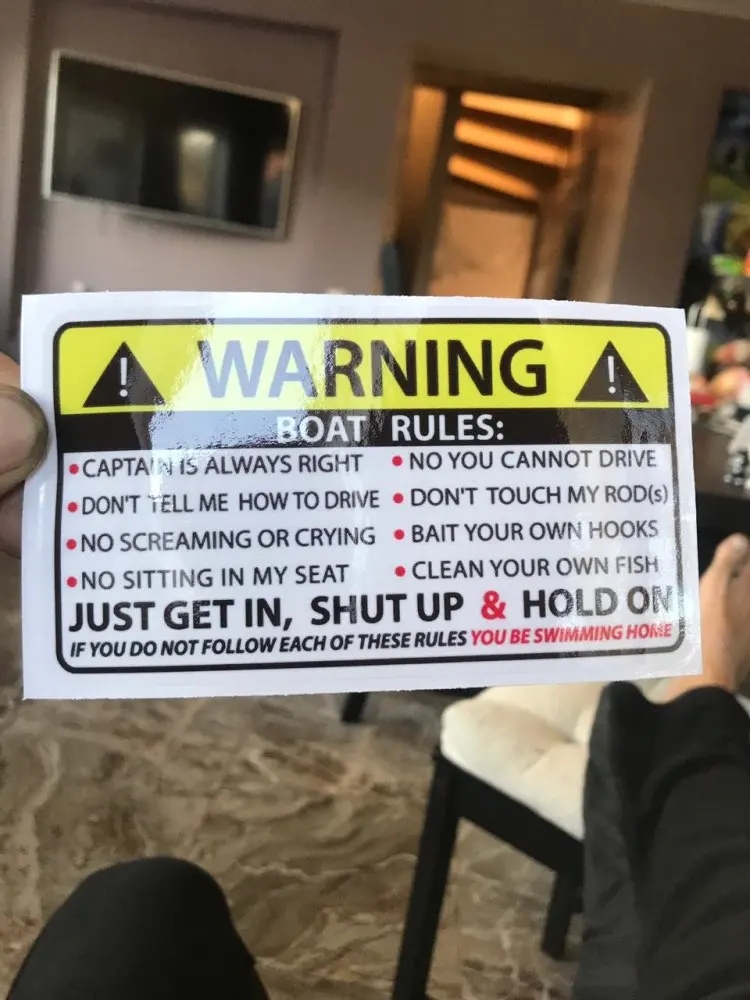 ! WARNING !
BOAT RULES:
• CAPTAIN IS ALWAYS RIGHT
• DON'T TELL ME HOW TO DRIVE
• NO SCREAMING OR CRYING
• NO SITTING IN MY SEAT
• NO YOU CANNOT DRIVE
• DON'T TOUCH MY ROD(s)
• BAIT YOUR OWN HOOKS
• CLEAN YOUR OWN FISH
JUST GET IN, SHUT UP & HOLD ON
IF YOU DO NOT FOLLOW EACH OF THESE RULES YOU BE SWIMMING HOME